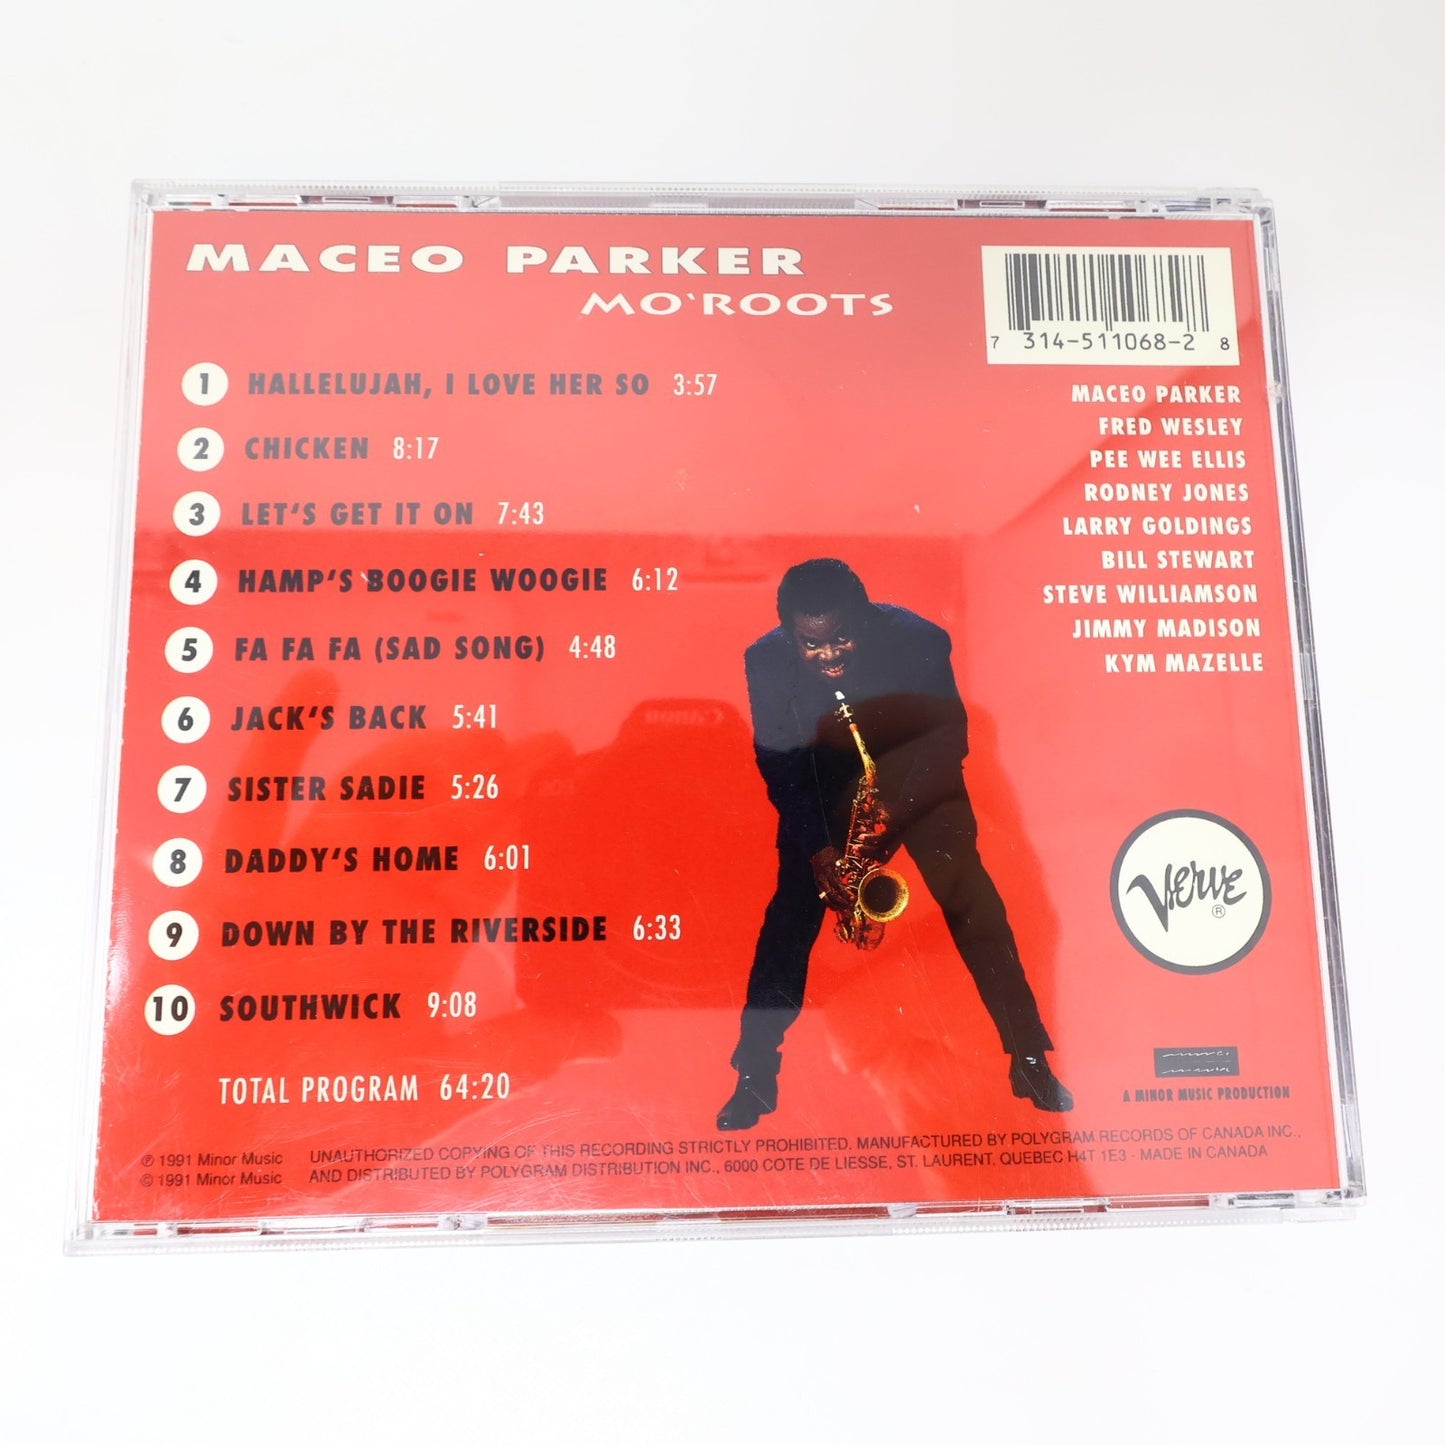 MACEO PARKER
MO'ROOTS
7 314-511068-2 8
1 HALLELUJAH, I LOVE HER SO 3:57
2 CHICKEN 8:17
3 LET'S GET IT ON 7:43
4 HAMP'S BOOGIE WOOGIE 6:12
5 FA FA FA (SAD SONG) 4:48
6 JACK'S BACK 5:41
7 SISTER SADIE 5:26
8 DADDY'S HOME 6:01
9 DOWN BY THE RIVERSIDE 6:33
10 SOUTHWICK 9:08
TOTAL PROGRAM 64:20
MACEO PARKER
FRED WESLEY
PEE WEE ELLIS
RODNEY JONES
LARRY GOLDINGS
BILL STEWART
STEVE WILLIAMSON
JIMMY MADISON
KYM MAZELLE
Canon
VERVE ®
A MINOR MUSIC PRODUCTION
℗ 1991 Minor Music
© 1991 Minor Music
UNAUTHORIZED COPYING OF THIS RECORDING STRICTLY PROHIBITED. MANUFACTURED BY POLYGRAM RECORDS OF CANADA INC.,
AND DISTRIBUTED BY POLYGRAM DISTRIBUTION INC., 6000 COTE DE LIESSE, ST. LAURENT, QUEBEC H4T 1E3 - MADE IN CANADA